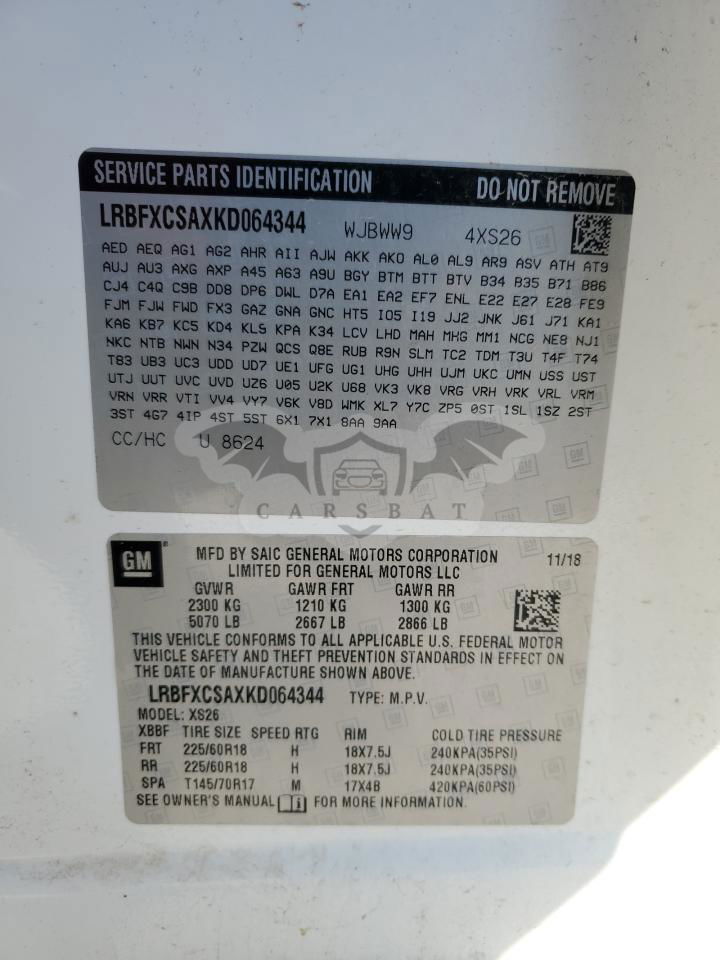 SERVICE PARTS IDENTIFICATION DO NOT REMOVE
LRBFXCSAXKD064344 WJBWW9 4XS26
AED AEQ AG1 AG2 AHR AII AJW AKK AKO AL0 AL9 AR9 ASV ATH AT9
AUJ AU3 AXG AXP A45 A63 A9U BGY BTM BTT BTV B34 B35 B71 B86
CJ4 C4Q C9B DD8 DP6 DWL D7A EA1 EA2 EF7 ENL E22 E27 E28 FE9
FJM FJW FWD FX3 GAZ GNA GNC HT5 IO5 I19 JJ2 JNK J61 J71 KA1
KA6 KB7 KC5 KD4 KLS KPA K34 LCV LHD MAH MKG MM1 NCG NE8 NJ1
NKC NTB NWN N34 PZW QCS Q8E RUB R9N SLM TC2 TDM T3U T4F T74
T83 UB3 UC3 UDD UD7 UE1 UFG UG1 UHG UHH UJM UKC UMN USS UST
UTJ UUT UVC UVD UZ6 U05 U2K U68 VK3 VK8 VRG VRH VRK VRL VRM
VRN VRR VTI VV4 VY7 V6K V8D WMK XL7 Y7C ZP5 0ST 1SL 1SZ 2ST
3ST 4G7 4IP 4ST 5ST 6X1 7X1 8AA 9AA
CC/HC U 8624
CARSBAT
GM MFD BY SAIC GENERAL MOTORS CORPORATION 11/18
LIMITED FOR GENERAL MOTORS LLC
GVWR GAWR FRT GAWR RR
2300 KG 1210 KG 1300 KG
5070 LB 2667 LB 2866 LB
THIS VEHICLE CONFORMS TO ALL APPLICABLE U.S. FEDERAL MOTOR
VEHICLE SAFETY AND THEFT PREVENTION STANDARDS IN EFFECT ON
THE DATE OF MANUFACTURE SHOWN ABOVE.
LRBFXCSAXKD064344 TYPE: M.P.V.
MODEL: XS26
XBBF TIRE SIZE SPEED RTG RIM COLD TIRE PRESSURE
FRT 225/60R18 H 18X7.5J 240KPA(35PSI)
RR 225/60R18 H 18X7.5J 240KPA(35PSI)
SPA T145/70R17 M 17X4B 420KPA(60PSI)
SEE OWNER'S MANUAL FOR MORE INFORMATION.